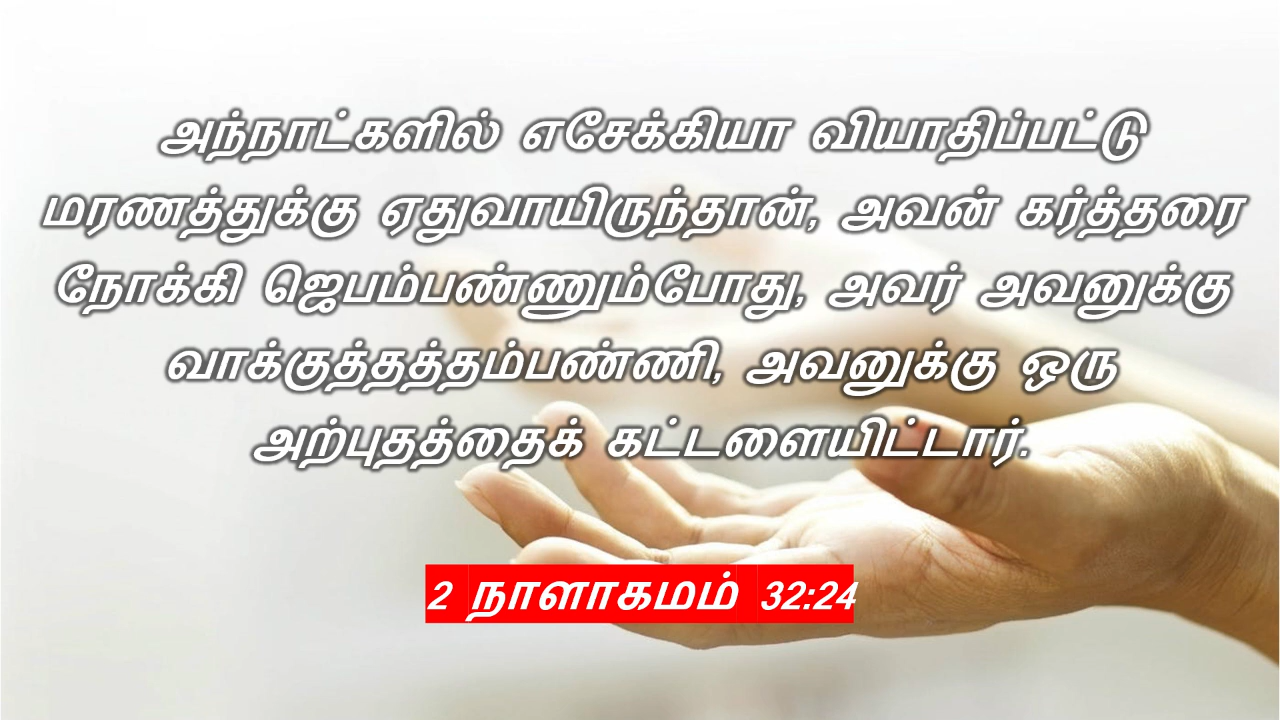 அந்நாட்களில் எசேக்கியா வியாதிப்பட்டு
மரணத்துக்கு ஏதுவாயிருந்தான், அவன் கர்த்தரை
நோக்கி ஜெபம்பண்ணும்போது, அவர் அவனுக்கு
வாக்குத்தத்தம்பண்ணி, அவனுக்கு ஒரு
அற்புதத்தைக் கட்டளையிட்டார்.
2 நாளாகமம் 32:24